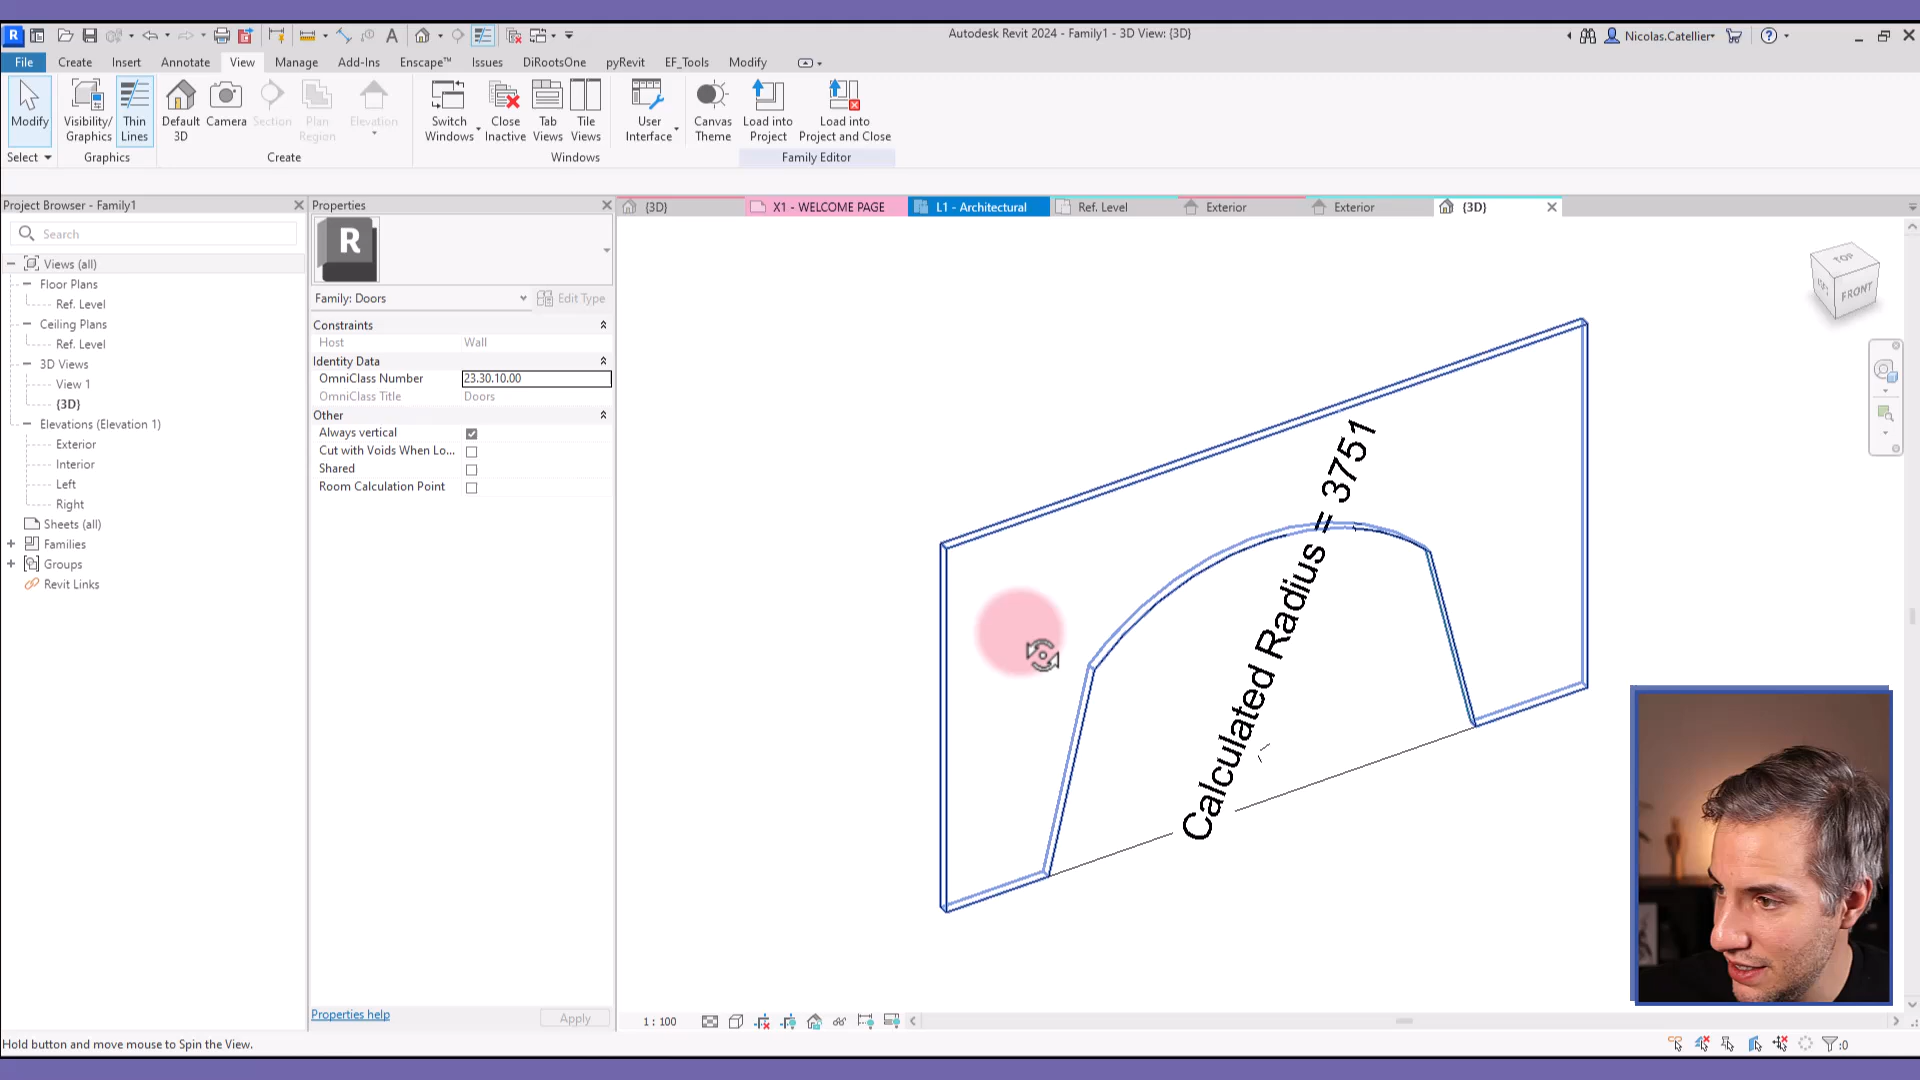 Autodesk Revit 2024 - Family1 - 3D View: {3D}
Nicolas.Catellier
File Create Insert Annotate View Manage Add-Ins Enscape™ Issues DiRootsOne pyRevit EF_Tools Modify
Modify
Visibility/
Graphics
Thin
Lines
Default
3D
Camera
Section
Plan
Region
Elevation
Switch
Windows
Close
Inactive
Tab
Views
Tile
Views
User
Interface
Canvas
Theme
Load into
Project
Load into
Project and Close
Select Graphics Create Windows Family Editor
Project Browser - Family1
Search
Views (all)
Floor Plans
Ref. Level
Ceiling Plans
Ref. Level
3D Views
View 1
{3D}
Elevations (Elevation 1)
Exterior
Interior
Left
Right
Sheets (all)
Families
Groups
Revit Links
Properties
R
Family: Doors
Edit Type
Constraints
Host Wall
Identity Data
OmniClass Number 23.30.10.00
OmniClass Title Doors
Other
Always vertical
Cut with Voids When Lo...
Shared
Room Calculation Point
Properties help
Apply
{3D} X1 - WELCOME PAGE L1 - Architectural Ref. Level Exterior Exterior {3D}
TOP
FRONT
Calculated Radius = 3751
1 : 100
Hold button and move mouse to Spin the View.
:0